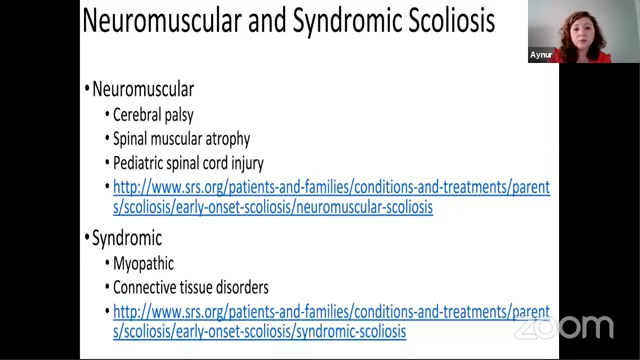 Neuromuscular and Syndromic Scoliosis
Aynur
•Neuromuscular
• Cerebral palsy
• Spinal muscular atrophy
• Pediatric spinal cord injury
• http://www.srs.org/patients-and-families/conditions-and-treatments/parent
s/scoliosis/early-onset-scoliosis/neuromuscular-scoliosis
•Syndromic
• Myopathic
• Connective tissue disorders
• http://www.srs.org/patients-and-families/conditions-and-treatments/parent
s/scoliosis/early-onset-scoliosis/syndromic-scoliosis
zoom